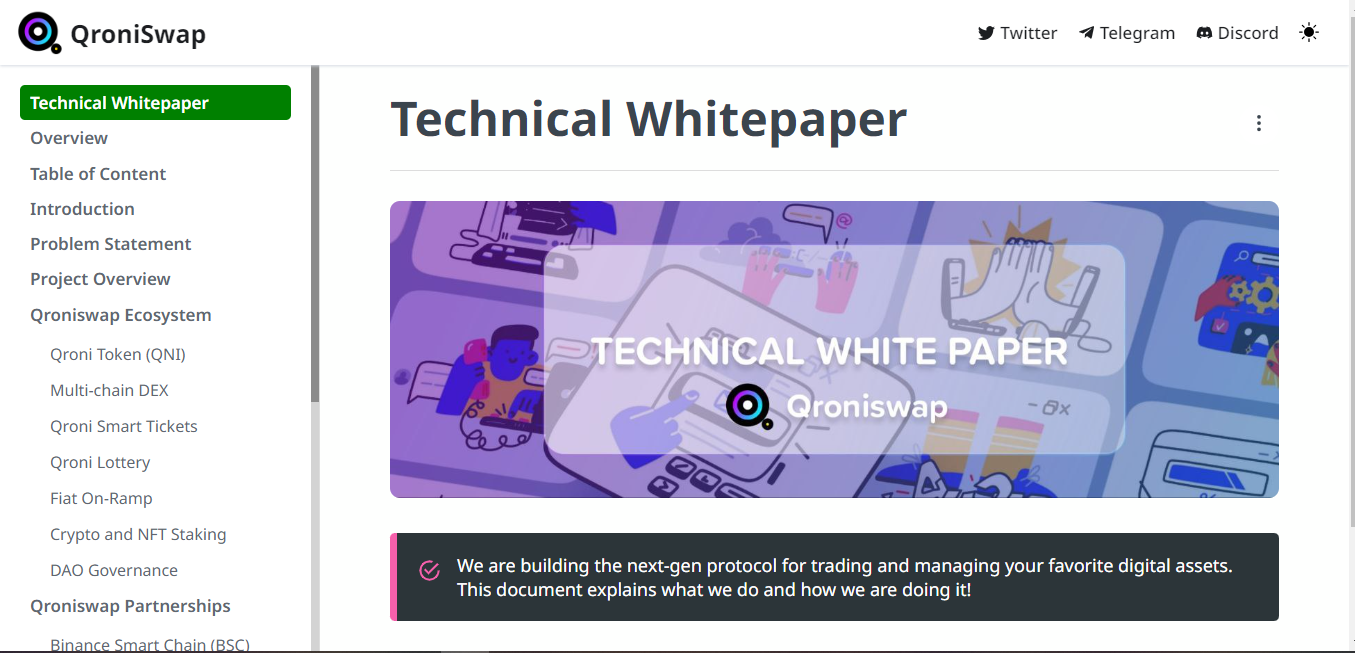 QroniSwap
Twitter
Telegram
Discord
Technical Whitepaper
Overview
Table of Content
Introduction
Problem Statement
Project Overview
Qroniswap Ecosystem
Qroni Token (QNI)
Multi-chain DEX
Qroni Smart Tickets
Qroni Lottery
Fiat On-Ramp
Crypto and NFT Staking
DAO Governance
Qroniswap Partnerships
Binance Smart Chain (BSC)
Technical Whitepaper
TECHNICAL WHITE PAPER
Qroniswap
We are building the next-gen protocol for trading and managing your favorite digital assets.
This document explains what we do and how we are doing it!